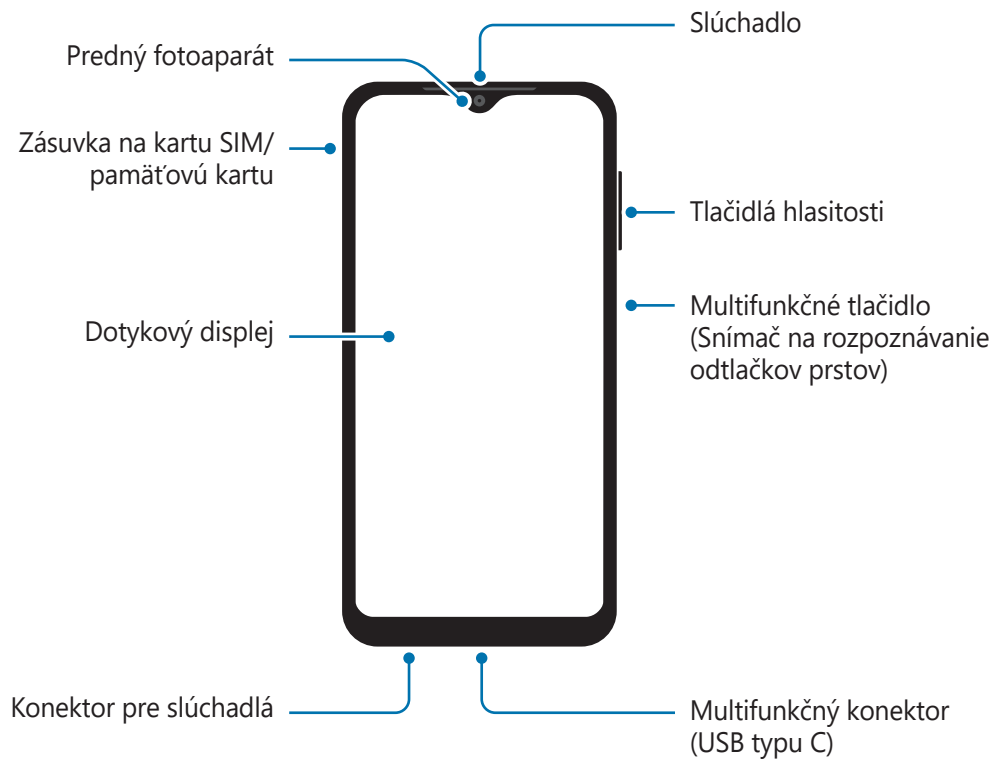 Slúchadlo
Predný fotoaparát
Zásuvka na kartu SIM/
pamäťovú kartu
Tlačidlá hlasitosti
Multifunkčné tlačidlo
(Snímač na rozpoznávanie
odtlačkov prstov)
Dotykový displej
Konektor pre slúchadlá
Multifunkčný konektor
(USB typu C)